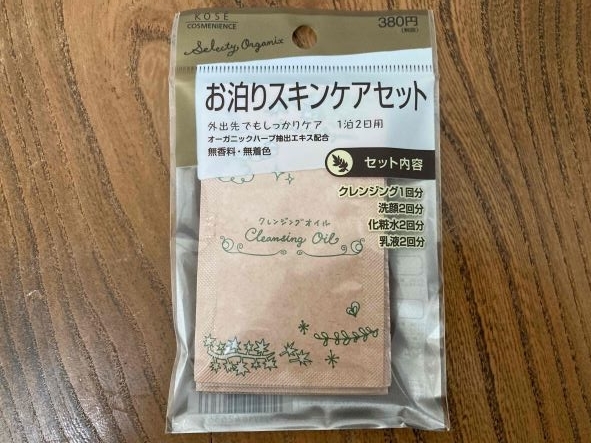 KOSÉ
COSMENIENCE
380円
(税抜)
Selecty Organix
お泊りスキンケアセット
外出先でもしっかりケア 1泊2日用
オーガニックハーブ抽出エキス配合
無香料・無着色
セット内容
クレンジング1回分
洗顔2回分
化粧水2回分
乳液2回分
クレンジングオイル
Cleansing Oil